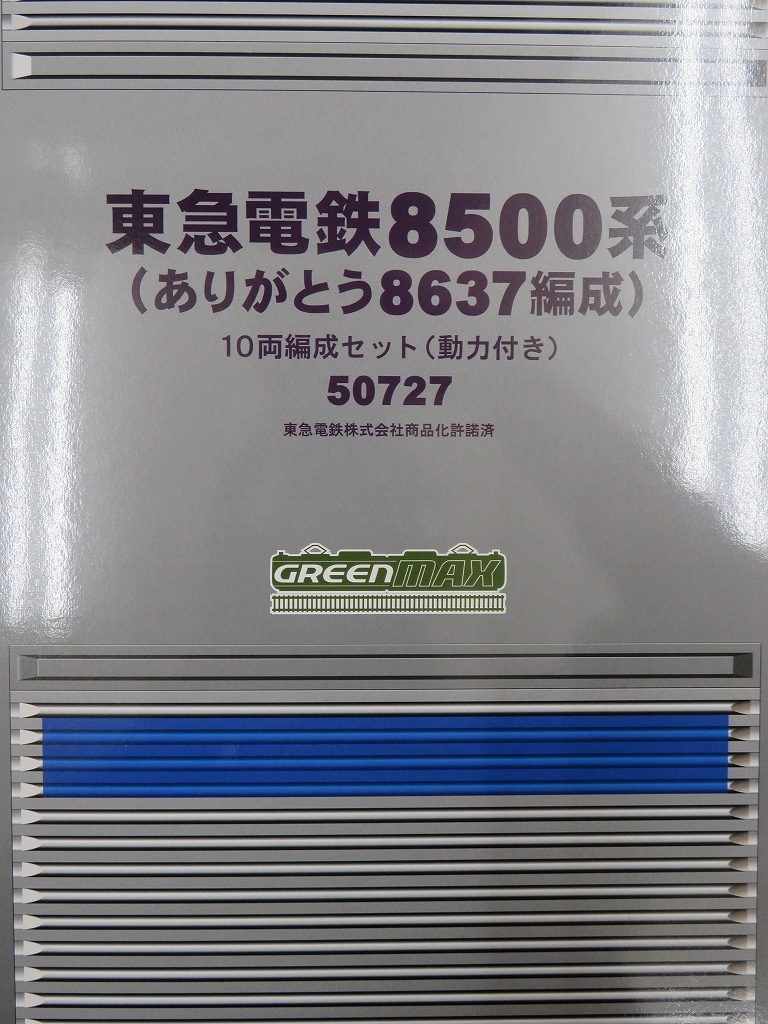 東急電鉄8500系
（ありがとう8637編成）
10両編成セット（動力付き）
50727
東急電鉄株式会社商品化許諾済
GREENMAX